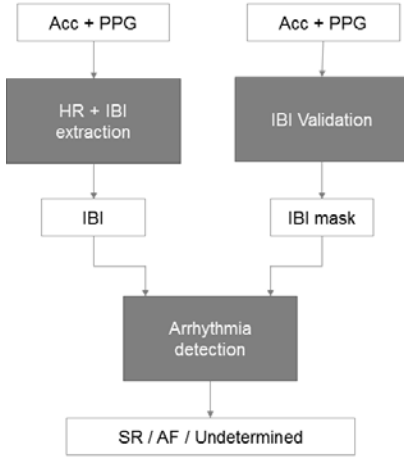 Acc + PPG
Acc + PPG
HR + IBI
extraction
IBI Validation
IBI
IBI mask
Arrhythmia
detection
SR / AF / Undetermined